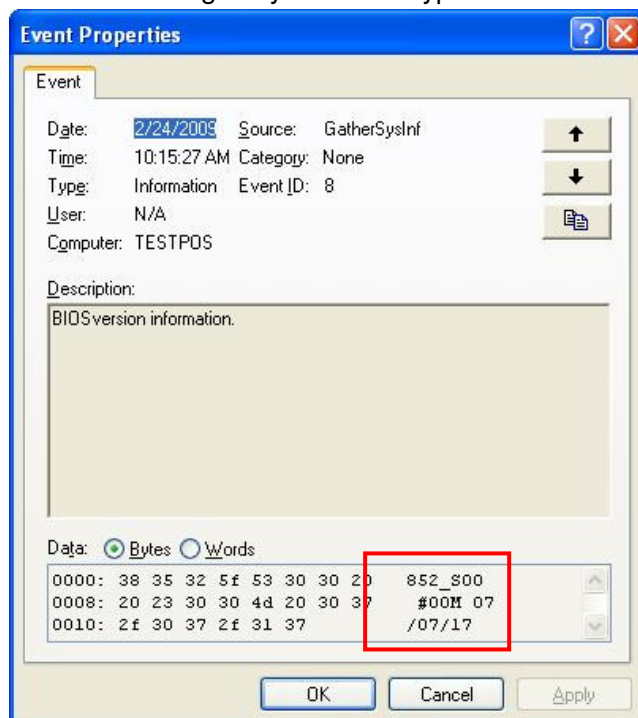 Event Properties
Event
Date: 2/24/2009 Source: GatherSysInf
Time: 10:15:27 AM Category: None
Type: Information Event ID: 8
User: N/A
Computer: TESTPOS
Description:
BIOS version information.
Data: Bytes Words
0000: 38 35 32 5f 53 30 30 20 852_S00
0008: 20 23 30 30 4d 20 30 37 #00M 07
0010: 2f 30 37 2f 31 37 /07/17
OK Cancel Apply